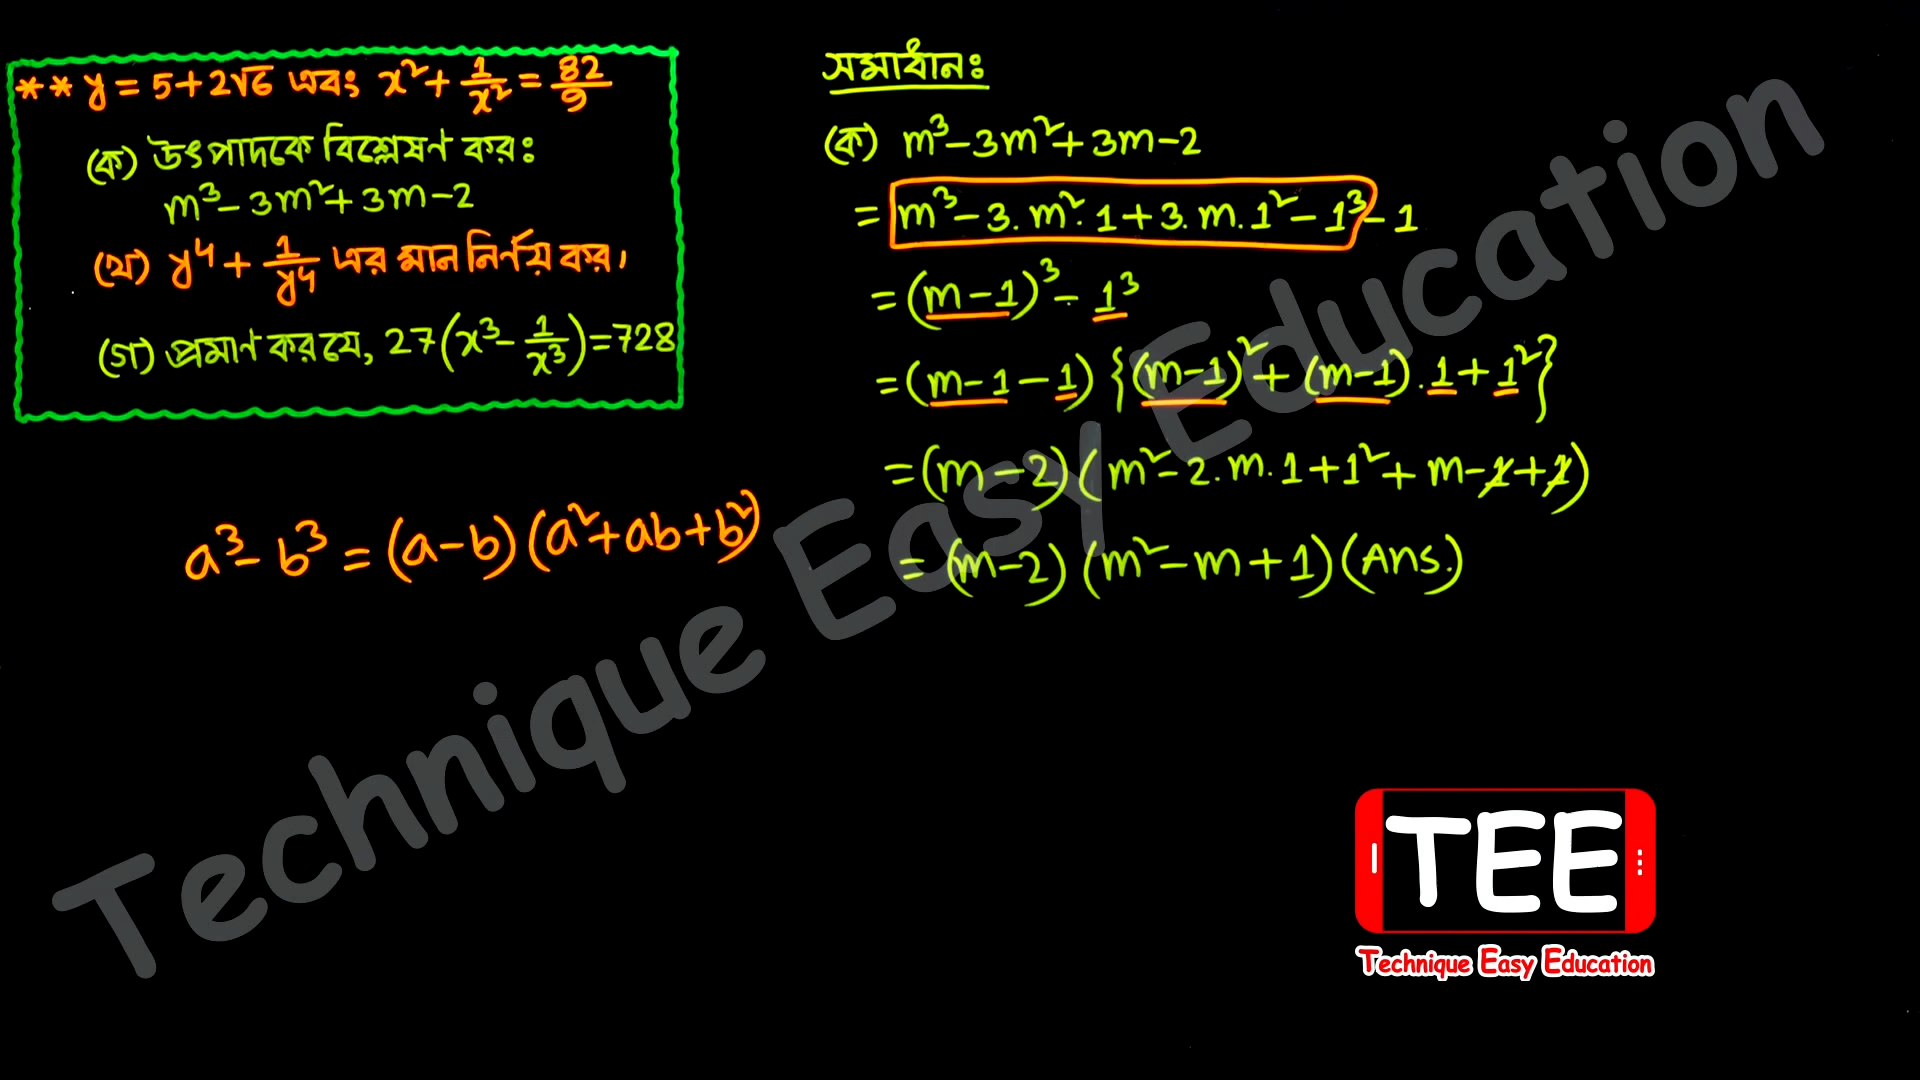 ** y = 5+2√6 এবং x² + 1/x² = 82/9
(ক) উৎপাদকে বিশ্লেষণ করঃ
m³ - 3m² + 3m - 2
(খ) y⁴ + 1/y⁴ এর মান নির্ণয় কর।
(গ) প্রমাণ কর যে, 27(x³ - 1/x³) = 728
a³ - b³ = (a-b)(a²+ab+b²)
সমাধানঃ
(ক) m³ - 3m² + 3m - 2
= m³ - 3.m².1 + 3.m.1² - 1³ - 1
= (m-1)³ - 1³
= (m-1-1){(m-1)² + (m-1).1 + 1²}
= (m-2)(m² - 2.m.1 + 1² + m - 1 + 1)
= (m-2)(m² - m + 1) (Ans.)
Technique Easy Education
TEE
Technique Easy Education